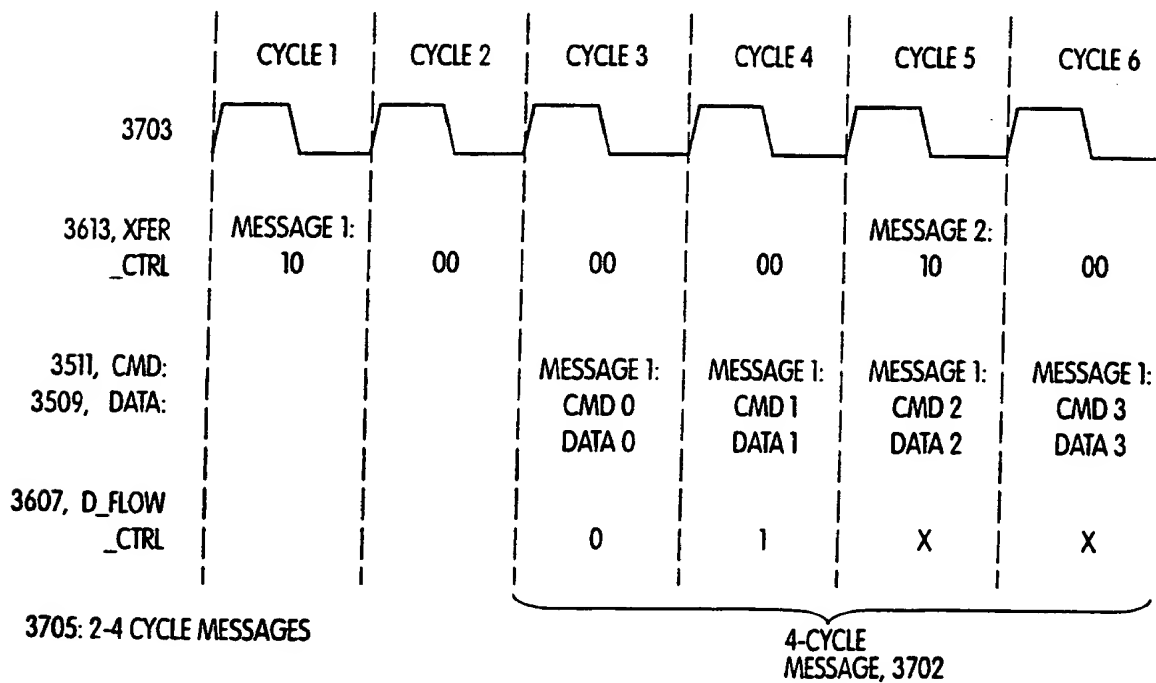 CYCLE 1 CYCLE 2 CYCLE 3 CYCLE 4 CYCLE 5 CYCLE 6
3703
3613, XFER MESSAGE 1: MESSAGE 2:
_CTRL 10 00 00 00 10 00
3511, CMD: MESSAGE 1: MESSAGE 1: MESSAGE 1: MESSAGE 1:
3509, DATA: CMD 0 CMD 1 CMD 2 CMD 3
DATA 0 DATA 1 DATA 2 DATA 3
3607, D_FLOW
_CTRL 0 1 X X
3705: 2-4 CYCLE MESSAGES
4-CYCLE
MESSAGE, 3702